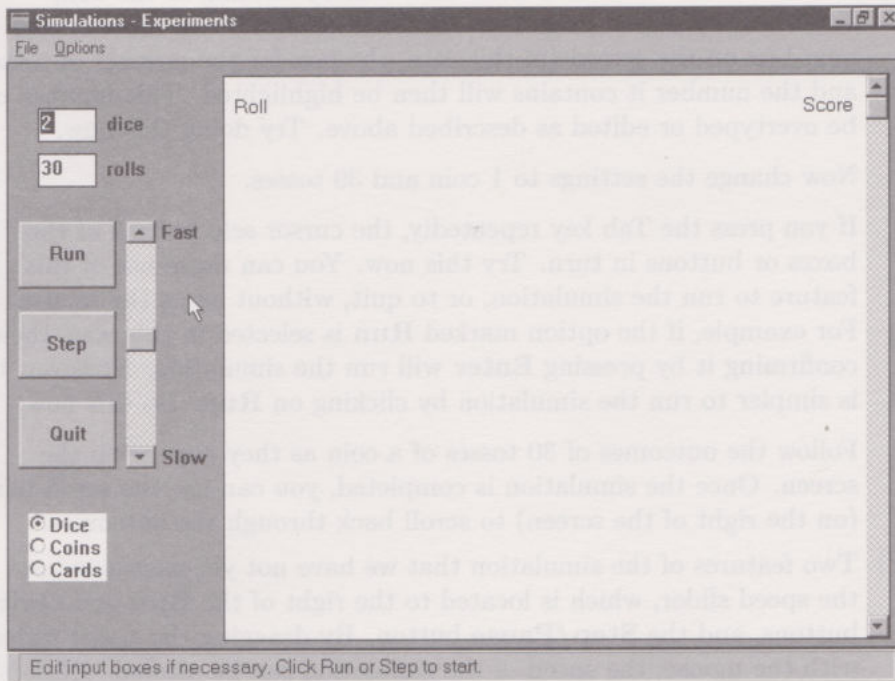 Simulations - Experiments
File Options
2 dice
30 rolls
Roll Score
Run
Fast
Step
Quit
Slow
Dice
Coins
Cards
Edit input boxes if necessary. Click Run or Step to start.